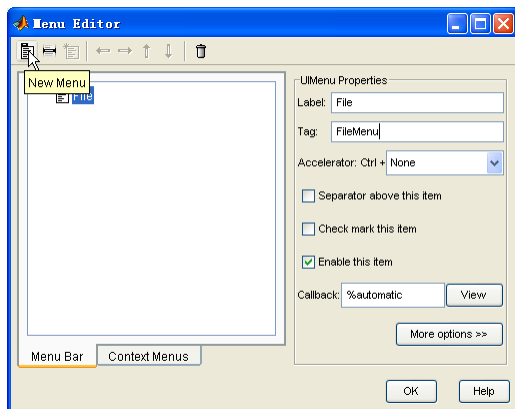 Menu Editor
New Menu
File
UIMenu Properties
Label: File
Tag: FileMenu
Accelerator: Ctrl + None
Separator above this item
Check mark this item
Enable this item
Callback: %automatic View
More options >>
Menu Bar Context Menus
OK Help